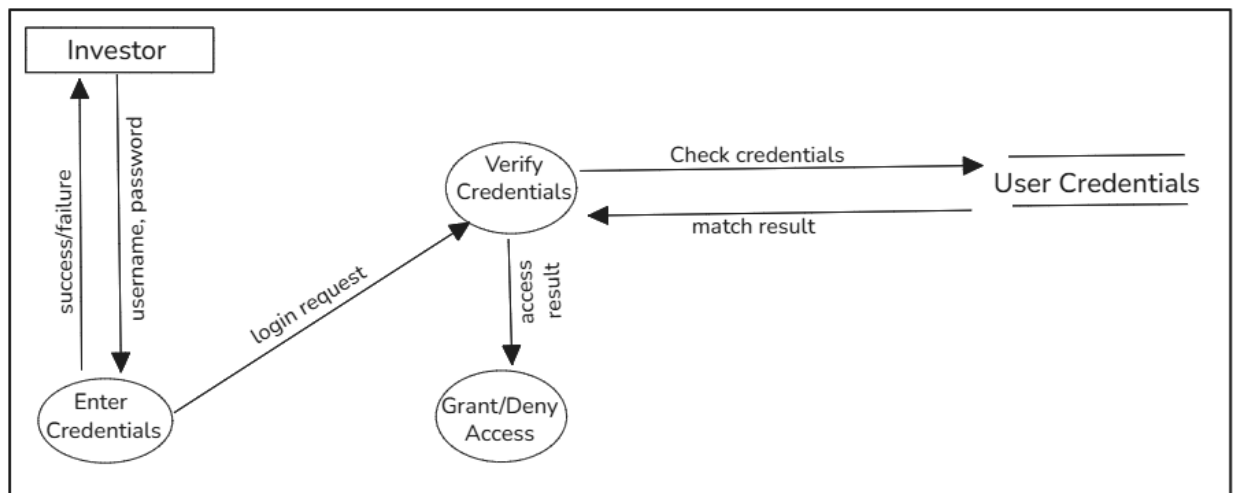 Investor
success/failure
username, password
Verify
Credentials
Check credentials
User Credentials
match result
login request
access
result
Enter
Credentials
Grant/Deny
Access